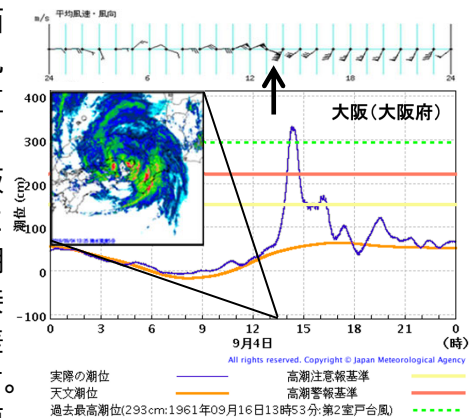 m/s 平均風速・風向
24 6 12 18 24
大阪（大阪府）
潮位(cm)
400
300
200
100
0
-100
0 3 6 9 12 15 18 21 0
9月4日 (時)
All rights reserved. Copyright © Japan Meteorological Agency
実際の潮位 高潮注意報基準
天文潮位 高潮警報基準
過去最高潮位(293cm:1961年09月16日13時53分:第2室戸台風)